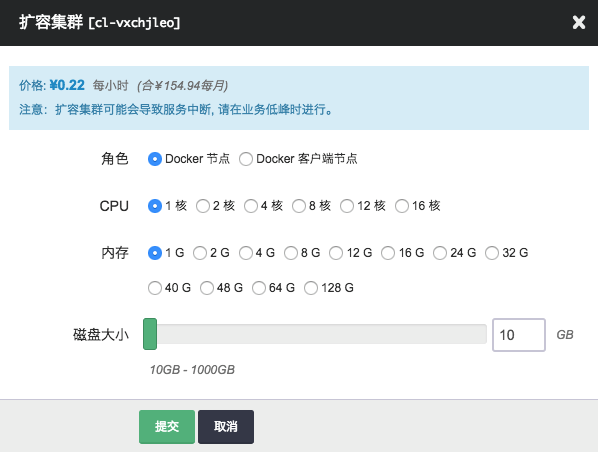 扩容集群 [cl-vxchjleo]
价格: ¥0.22 每小时 (合¥154.94每月)
注意: 扩容集群可能会导致服务中断, 请在业务低峰时进行。
角色 Docker 节点 Docker 客户端节点
CPU 1 核 2 核 4 核 8 核 12 核 16 核
内存 1 G 2 G 4 G 8 G 12 G 16 G 24 G 32 G
40 G 48 G 64 G 128 G
磁盘大小 10 GB
10GB - 1000GB
提交 取消